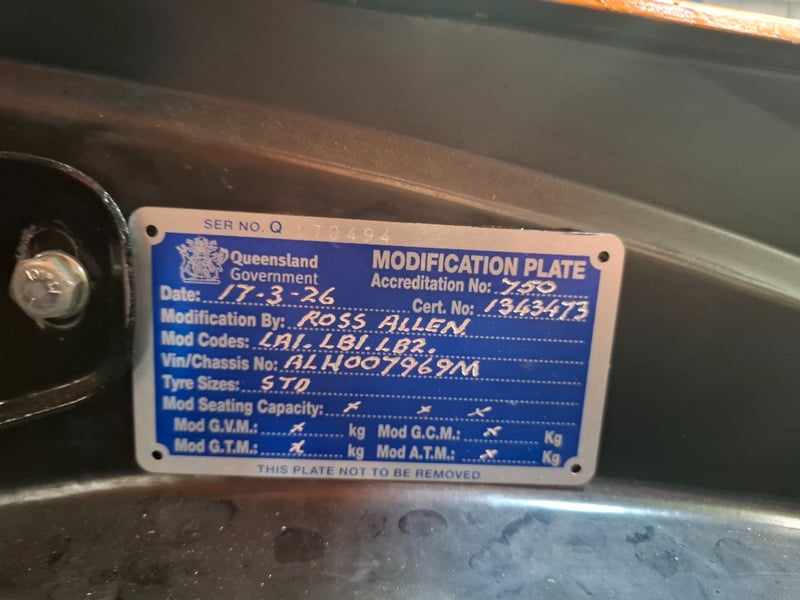 SER NO. Q 170494
Queensland
Government
MODIFICATION PLATE
Accreditation No: 750
Date: 17-3-26 Cert. No: 1343473
Modification By: ROSS ALLEN
Mod Codes: LA1. LB1. LB2.
Vin/Chassis No: ALH007969M
Tyre Sizes: STD
Mod Seating Capacity: x x x
Mod G.V.M.: x kg Mod G.C.M.: x Kg
Mod G.T.M.: x kg Mod A.T.M.: x Kg
THIS PLATE NOT TO BE REMOVED